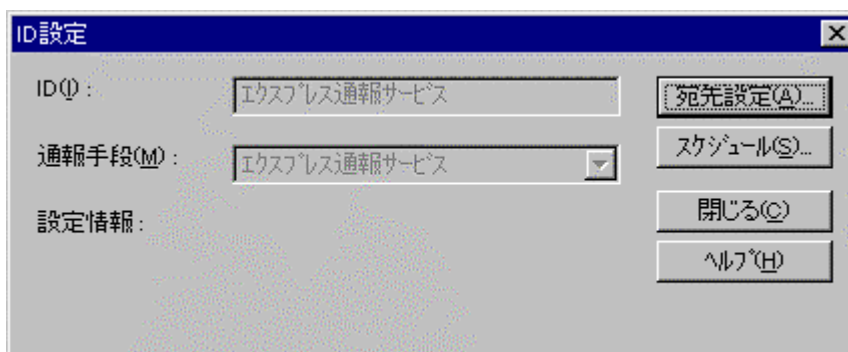 ID設定
ID(I) :
エクスプレス通報サービス
宛先設定(A)...
通報手段(M) :
エクスプレス通報サービス
スケジュール(S)...
設定情報 :
閉じる(C)
ヘルプ(H)